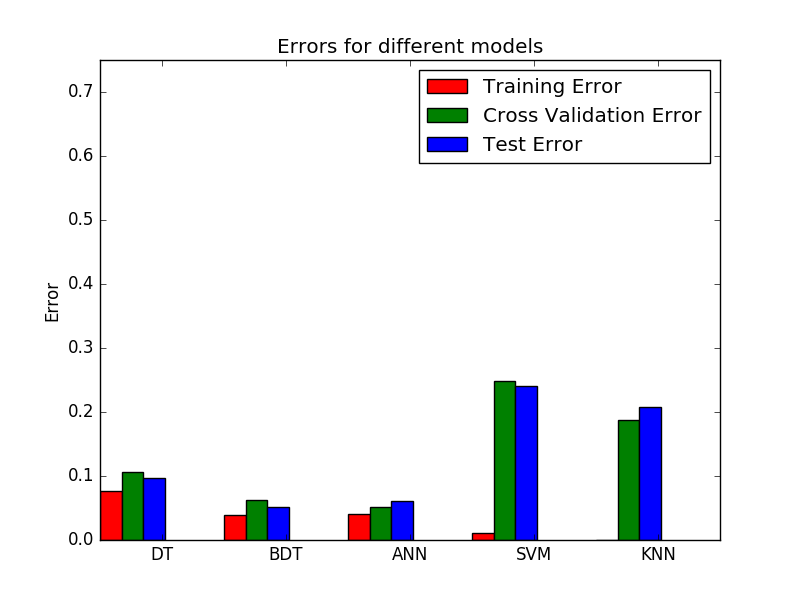 Errors for different models
Training Error
Cross Validation Error
Test Error
Error
0.7
0.6
0.5
0.4
0.3
0.2
0.1
0.0
DT BDT ANN SVM KNN